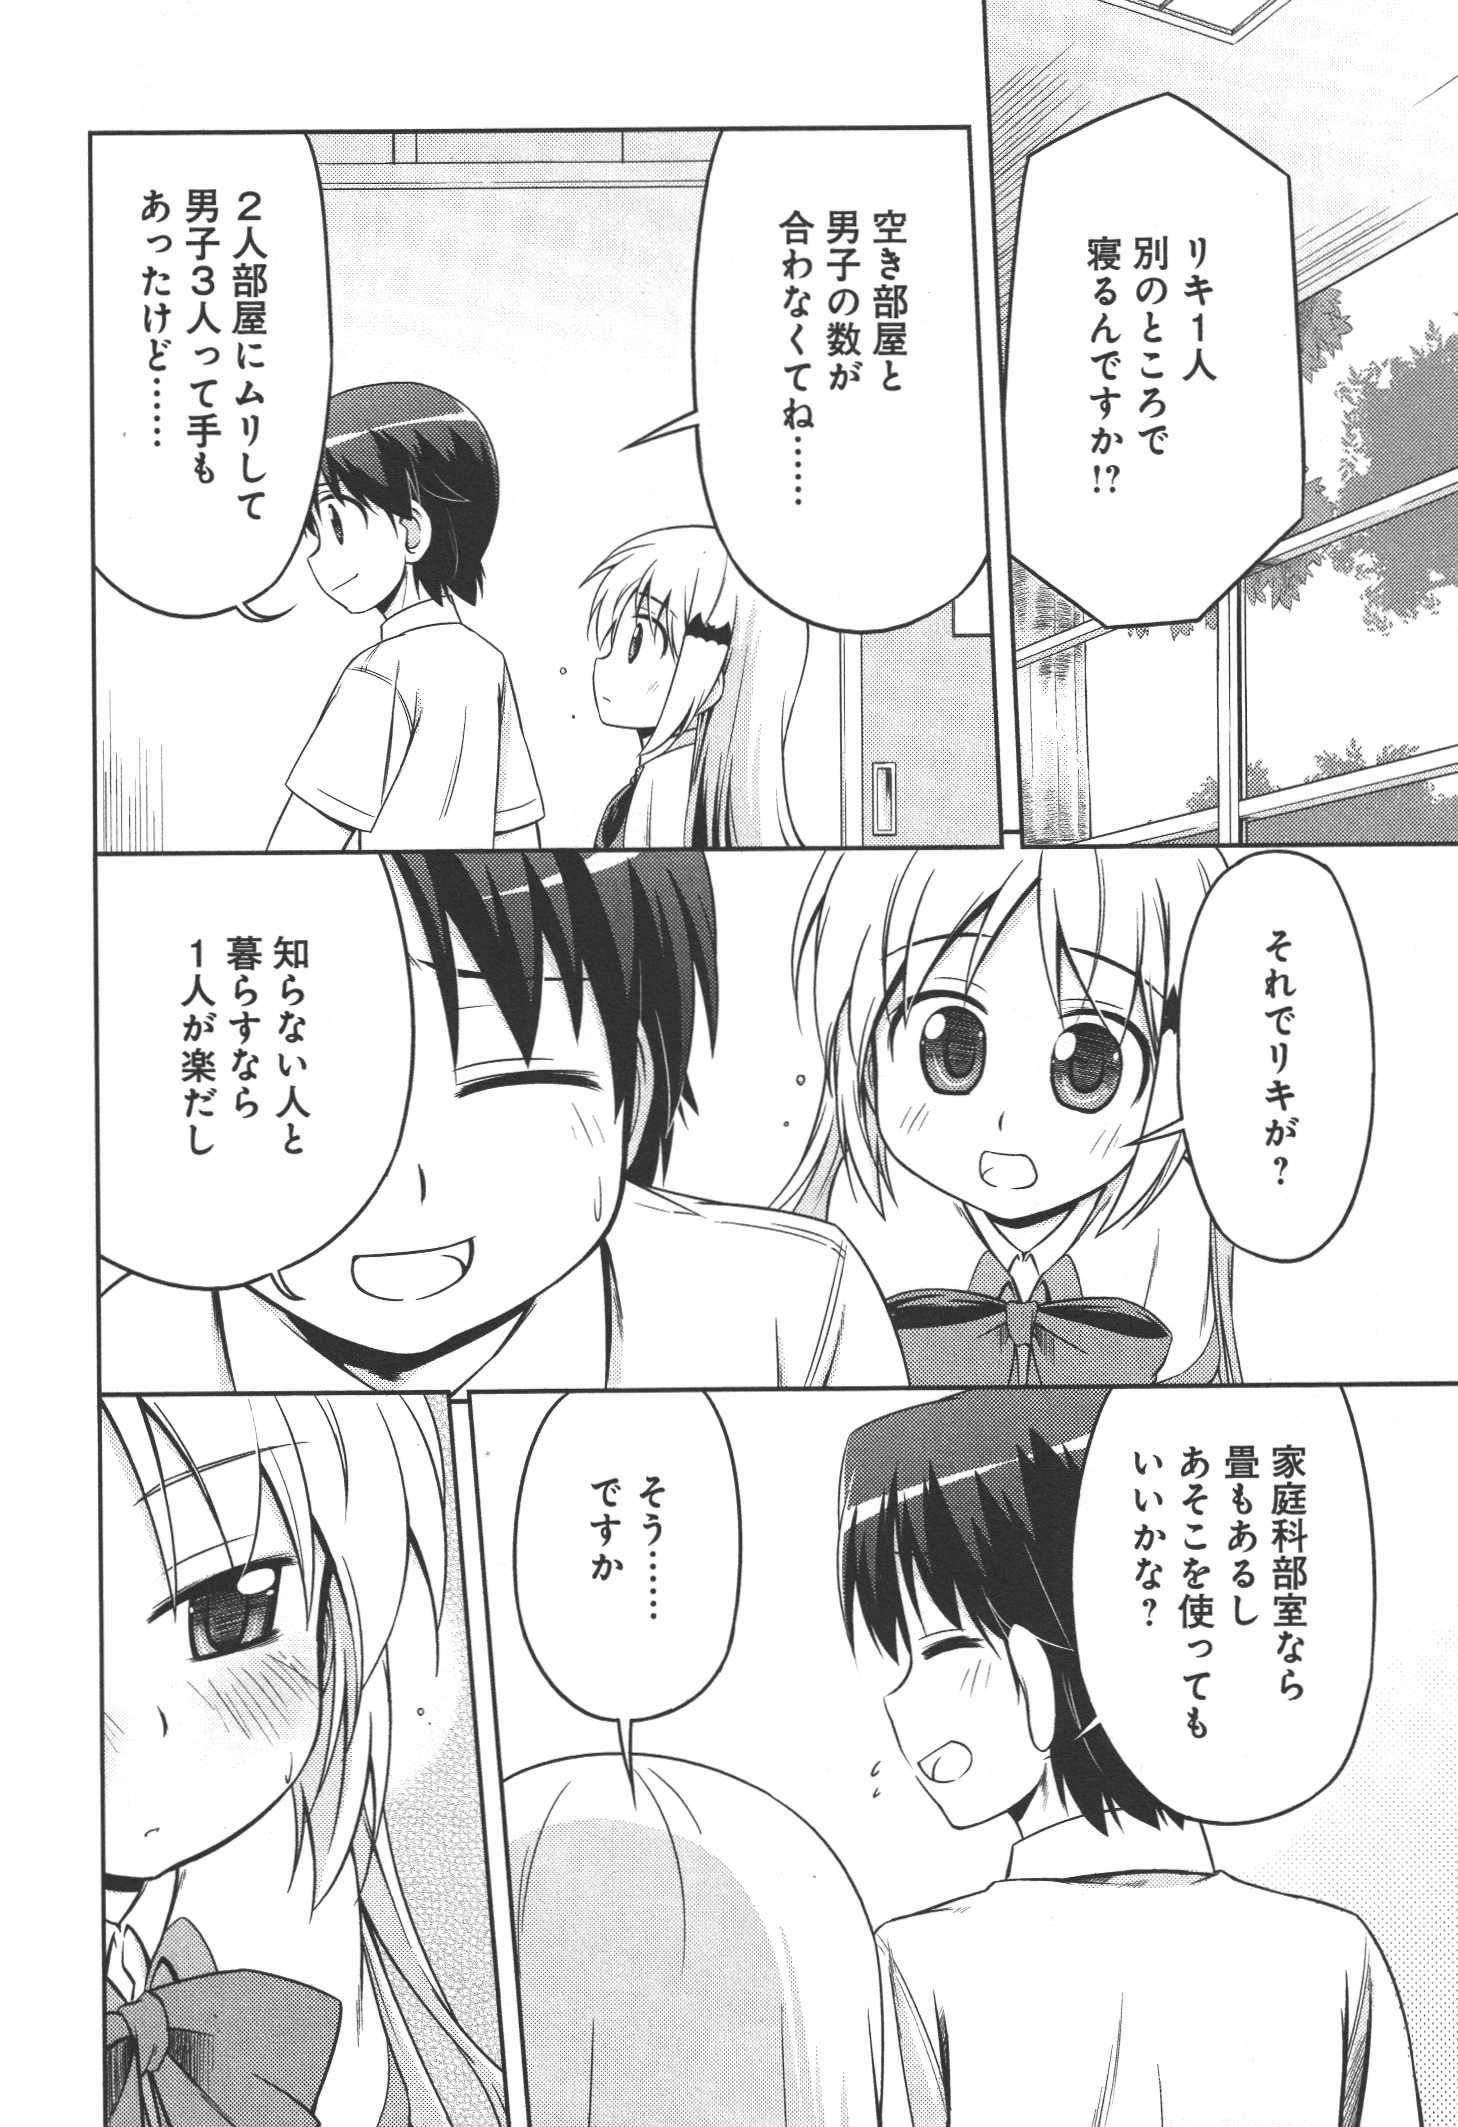 リキ1人
別のところで
寝るんですか!?
空き部屋と
男子の数が
合わなくてね……
2人部屋にムリして
男子3人って手も
あったけど……
それでリキが?
知らない人と
暮らすなら
1人が楽だし
家庭科部室なら
畳もあるし
あそこを使っても
いいかな?
そう……
ですか